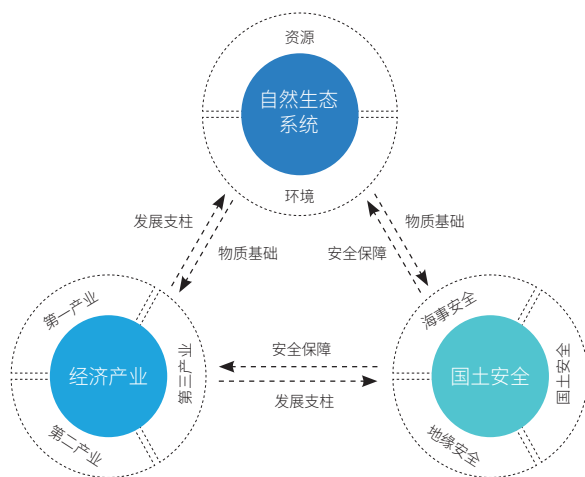 资源
自然生态
系统
环境
发展支柱
物质基础
物质基础
安全保障
第一产业
经济产业
第三产业
第二产业
安全保障
发展支柱
海事安全
国土安全
国土安全
地缘安全